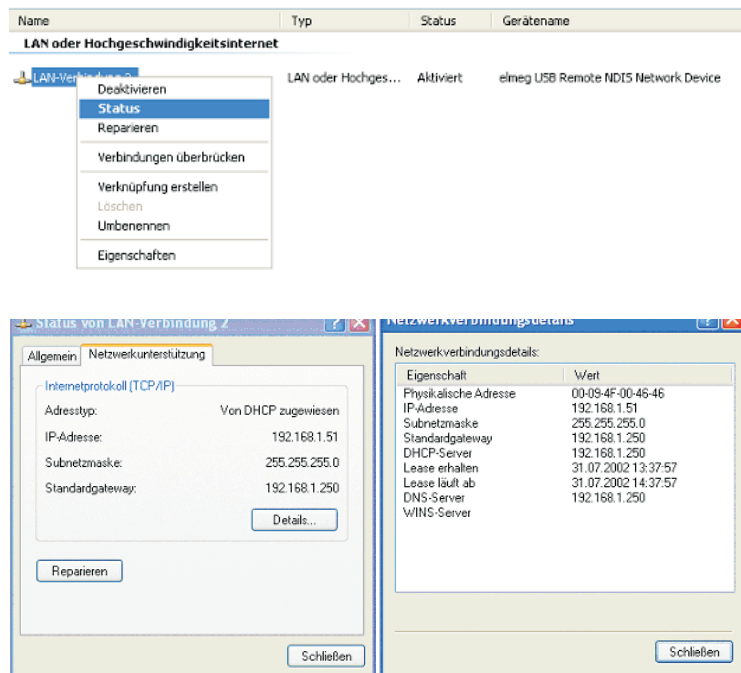 Name Typ Status Gerätename
LAN oder Hochgeschwindigkeitsinternet
LAN-Verbindung 2 LAN oder Hochges... Aktiviert elmeg USB Remote NDIS Network Device
Deaktivieren
Status
Reparieren
Verbindungen überbrücken
Verknüpfung erstellen
Löschen
Umbenennen
Eigenschaften
Status von LAN-Verbindung 2
Allgemein Netzwerkunterstützung
Internetprotokoll (TCP/IP)
Adresstyp: Von DHCP zugewiesen
IP-Adresse: 192.168.1.51
Subnetzmaske: 255.255.255.0
Standardgateway: 192.168.1.250
Details...
Reparieren
Schließen
Netzwerkverbindungsdetails
Netzwerkverbindungsdetails:
Eigenschaft Wert
Physikalische Adresse 00-09-4F-00-46-46
IP-Adresse 192.168.1.51
Subnetzmaske 255.255.255.0
Standardgateway 192.168.1.250
DHCP-Server 192.168.1.250
Lease erhalten 31.07.2002 13:37:57
Lease läuft ab 31.07.2002 14:37:57
DNS-Server 192.168.1.250
WINS-Server
Schließen